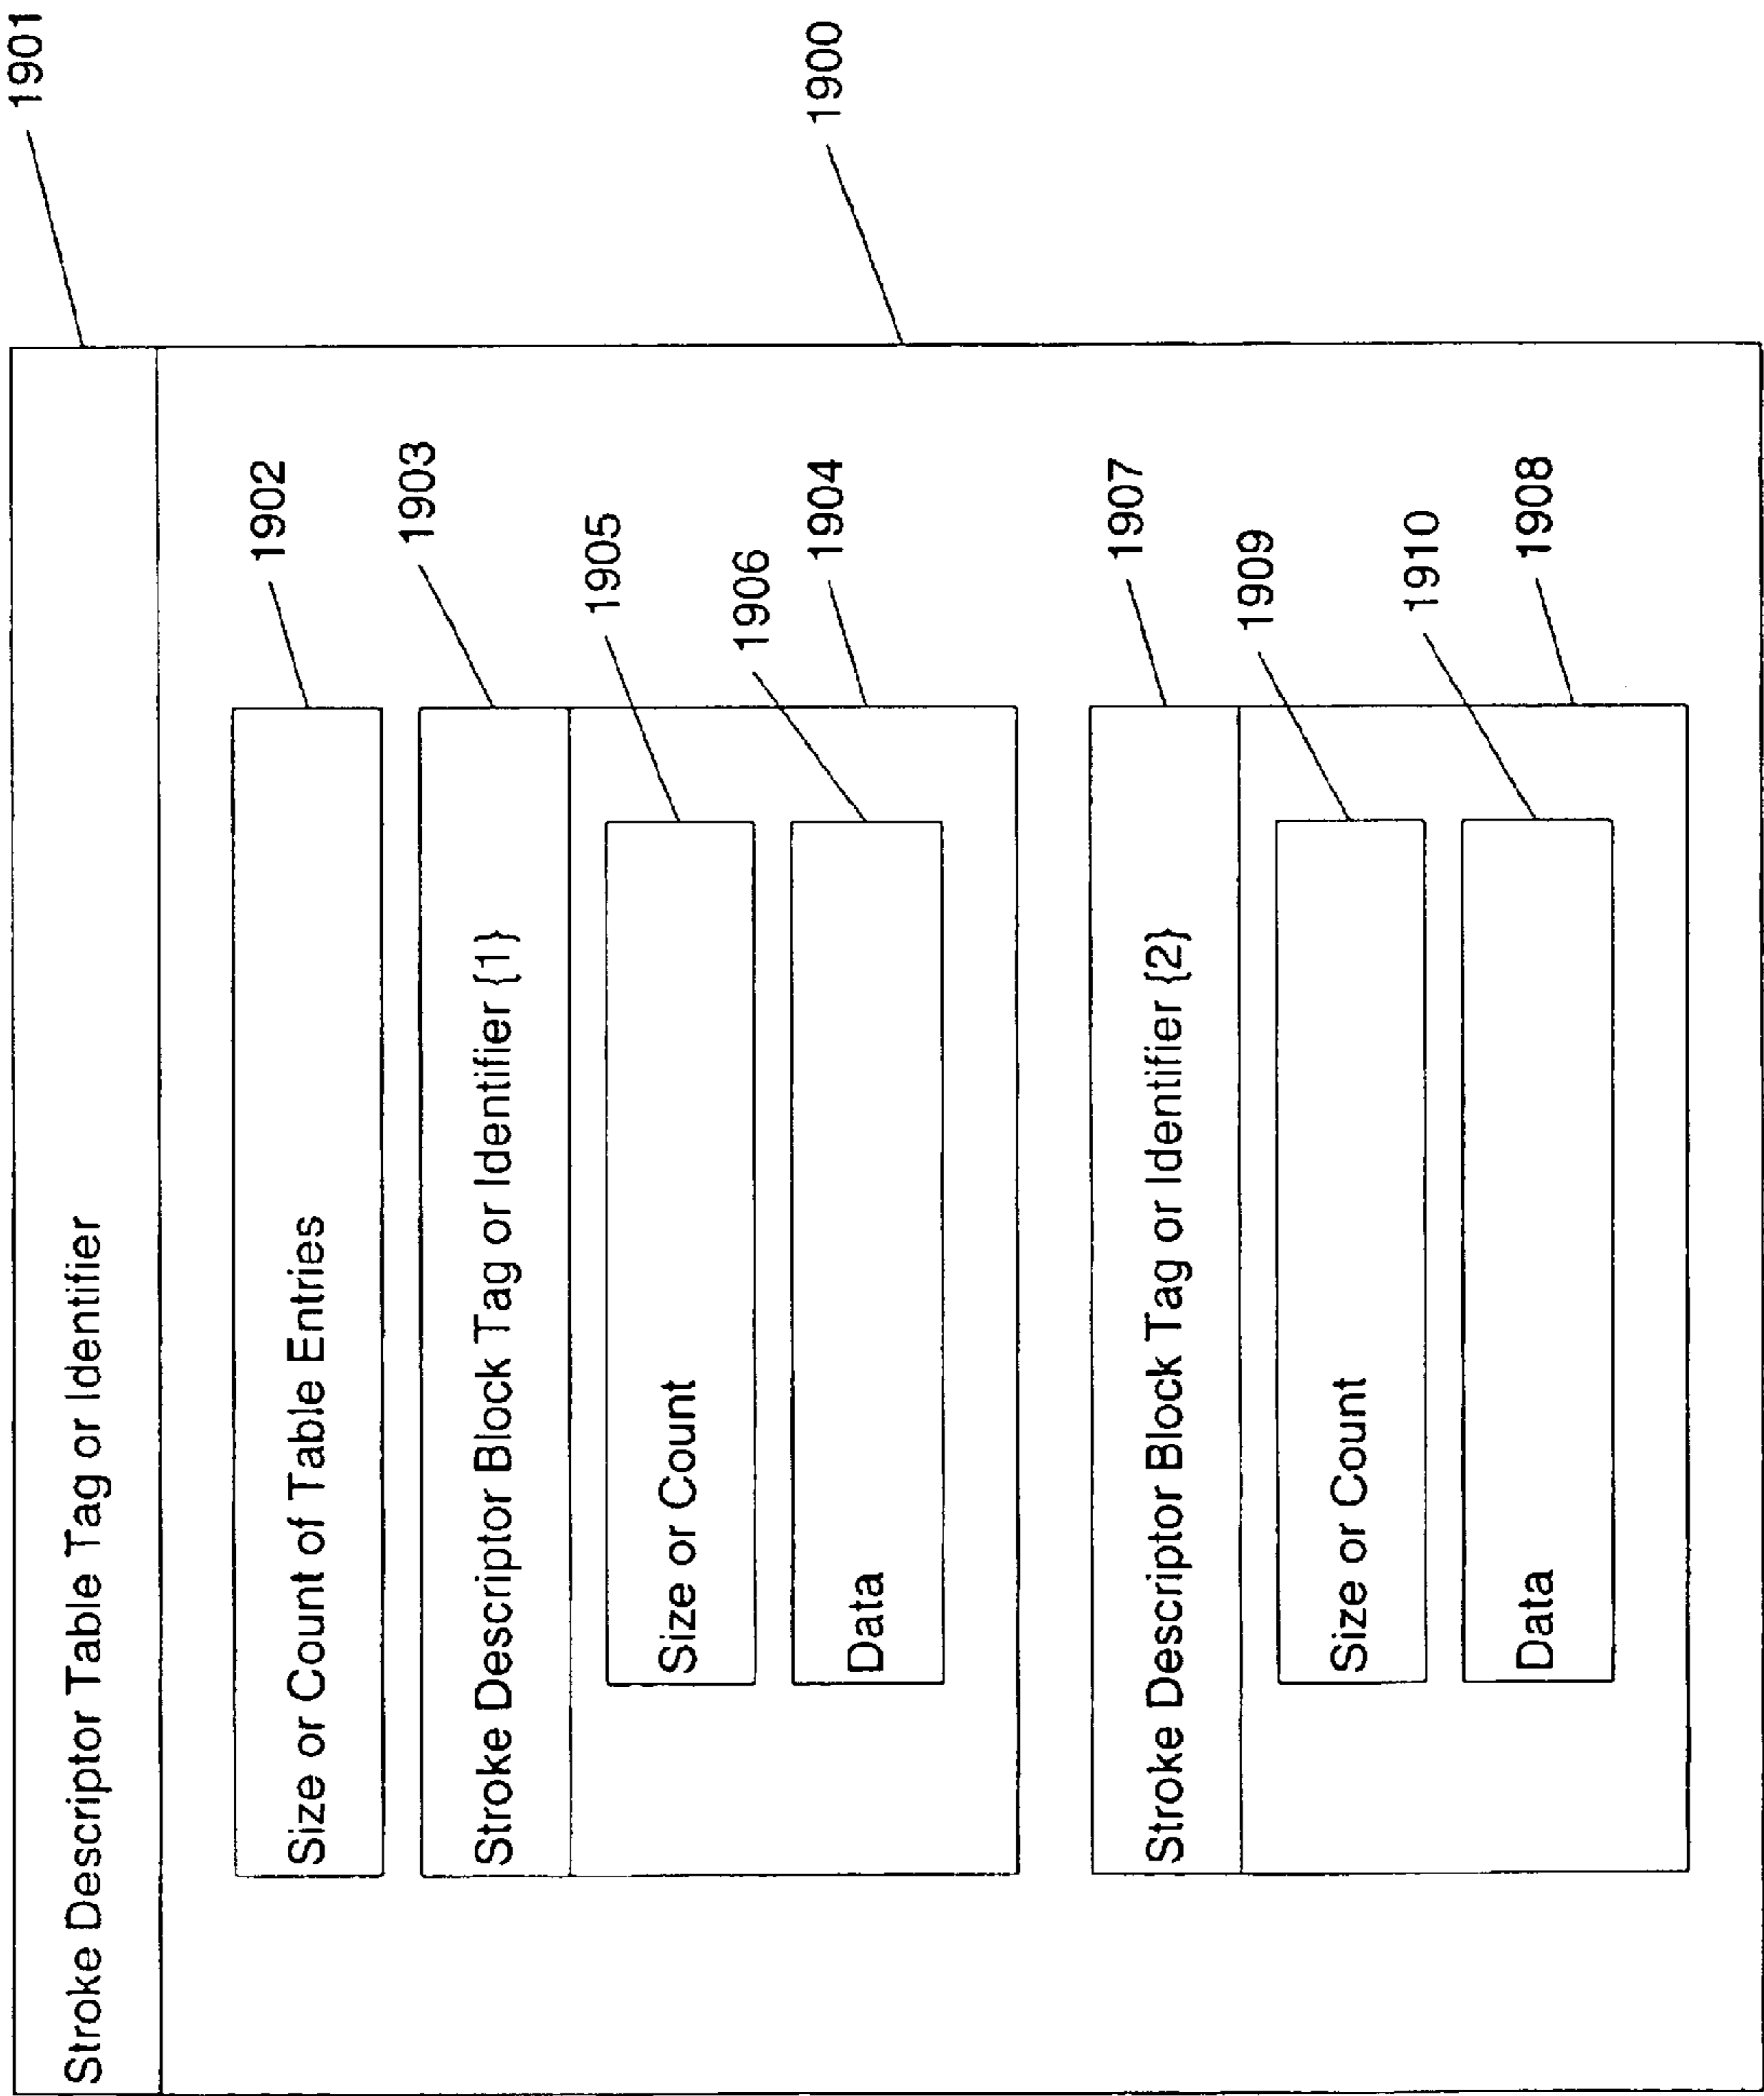 Stroke Descriptor Table Tag or Identifier
1901
Size or Count of Table Entries
1902
Stroke Descriptor Block Tag or Identifier {1}
1903
Size or Count
1905
Data
1906
1904
1900
Stroke Descriptor Block Tag or Identifier {2}
1907
Size or Count
1909
Data
1910
1908